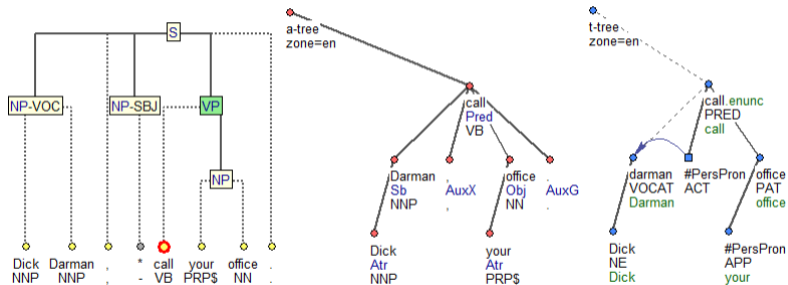 S
NP-VOC NP-SBJ VP
NP
Dick Darman , * call your office .
NNP NNP , - VB PRP$ NN .
a-tree
zone=en
call
Pred
VB
Darman , office .
Sb AuxX Obj AuxG
NNP , NN .
Dick your
Atr Atr
NNP PRP$
t-tree
zone=en
call.enunc
PRED
call
darman #PersPron office
VOCAT ACT PAT
Darman office
Dick #PersPron
NE APP
Dick your